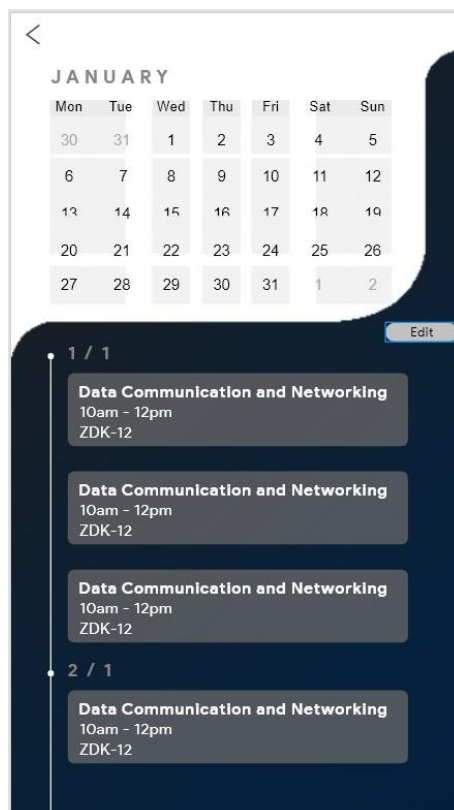 JANUARY
Mon Tue Wed Thu Fri Sat Sun
30 31 1 2 3 4 5
6 7 8 9 10 11 12
13 14 15 16 17 18 19
20 21 22 23 24 25 26
27 28 29 30 31 1 2
Edit
1 / 1
Data Communication and Networking
10am - 12pm
ZDK-12
Data Communication and Networking
10am - 12pm
ZDK-12
Data Communication and Networking
10am - 12pm
ZDK-12
2 / 1
Data Communication and Networking
10am - 12pm
ZDK-12